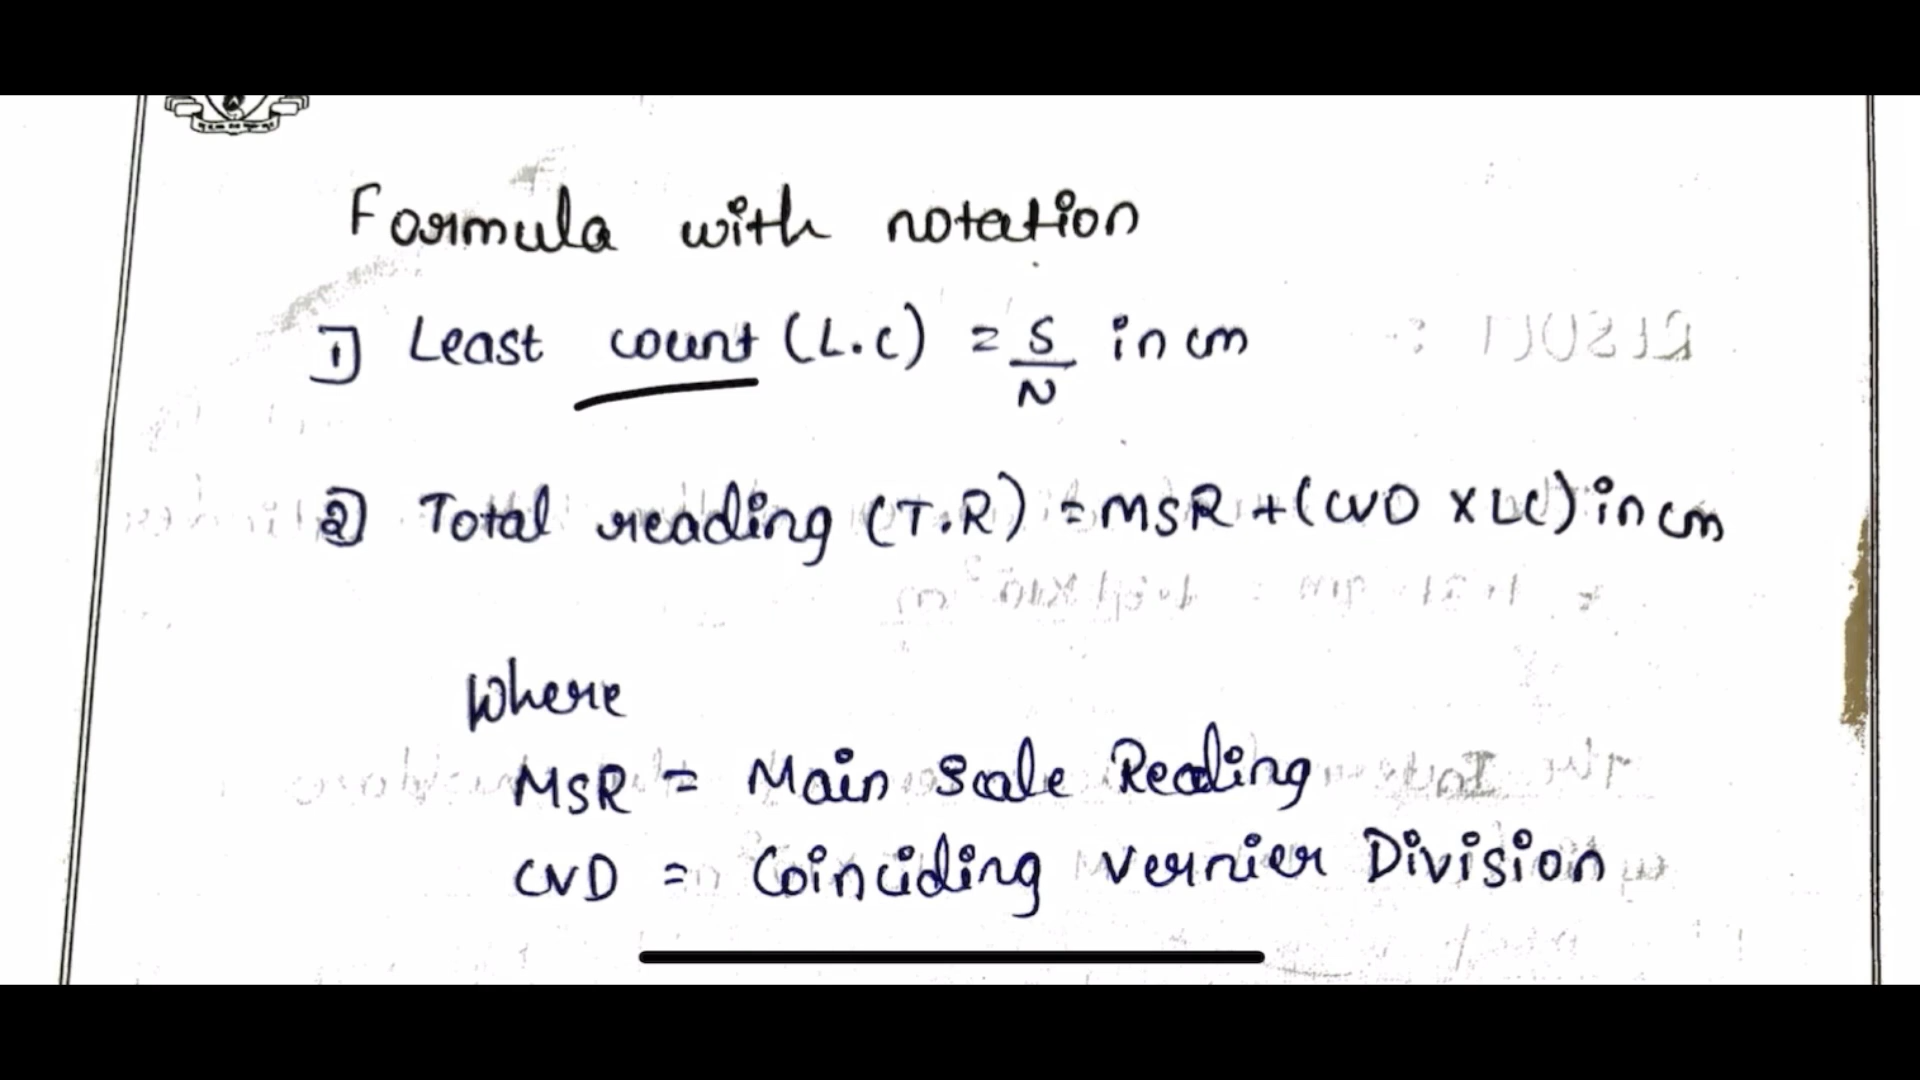 Formula with notation
1] Least count (L.C) = S/N in cm
2] Total reading (T.R) = MSR + (CVD X LC) in cm
Where
MSR = Main Scale Reading
CVD = Coinciding Vernier Division